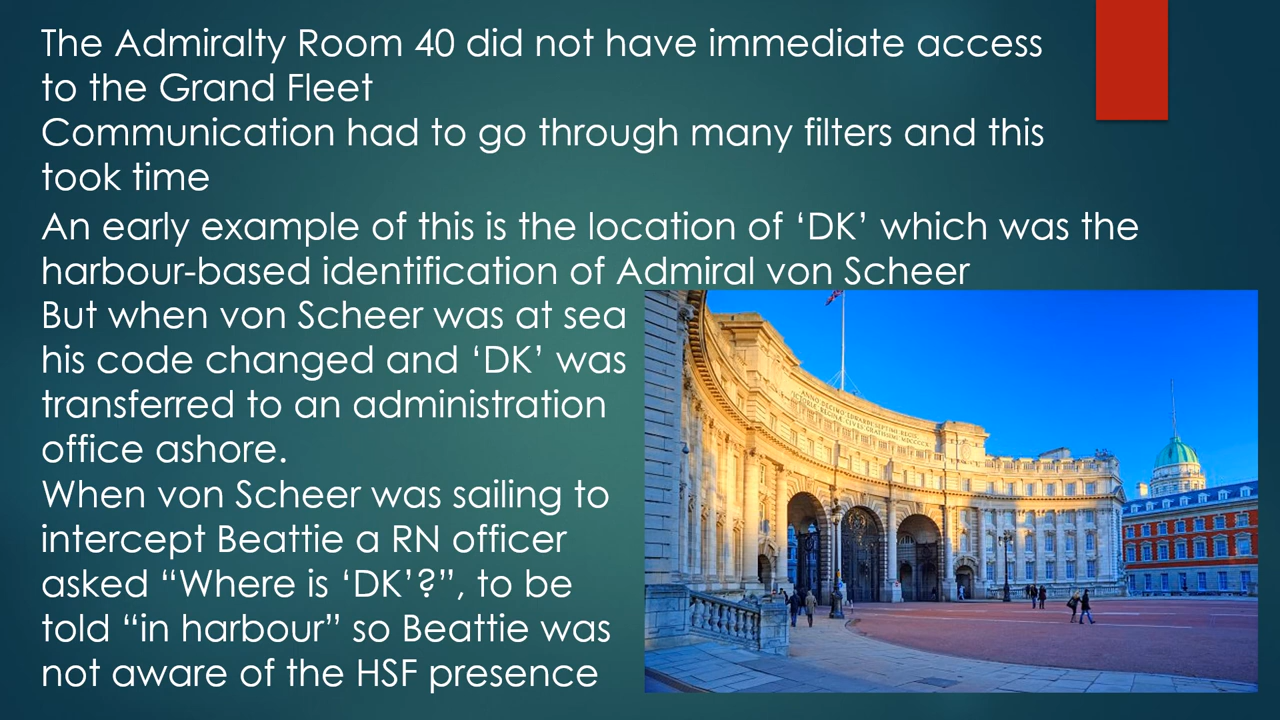 The Admiralty Room 40 did not have immediate access
to the Grand Fleet
Communication had to go through many filters and this
took time
An early example of this is the location of ‘DK’ which was the
harbour-based identification of Admiral von Scheer
But when von Scheer was at sea
his code changed and ‘DK’ was
transferred to an administration
office ashore.
When von Scheer was sailing to
intercept Beattie a RN officer
asked “Where is ‘DK’?”, to be
told “in harbour” so Beattie was
not aware of the HSF presence